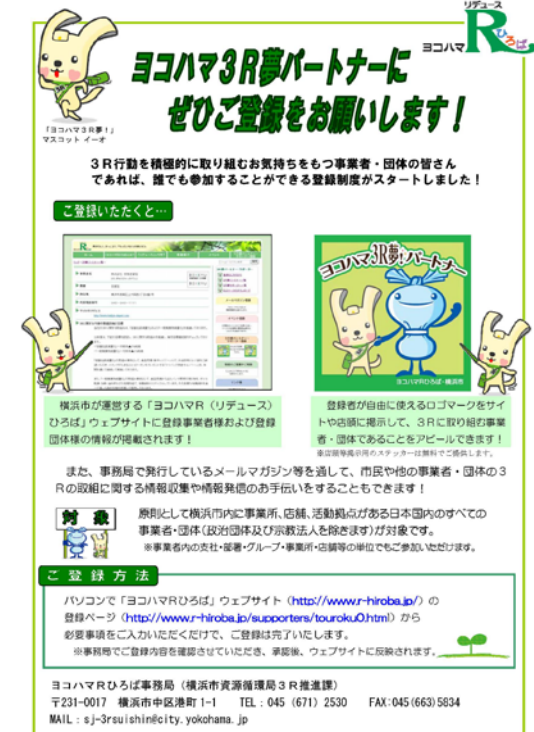 リデュース
ヨコハマRひろば
ヨコハマ3R夢パートナーに
ぜひご登録をお願いします！
「ヨコハマ3R夢！」
マスコット イーオ
3R行動を積極的に取り組むお気持ちをもつ事業者・団体の皆さん
であれば、誰でも参加することができる登録制度がスタートしました！
ご登録いただくと…
ヨコハマ3R夢！パートナー
ヨコハマRひろば・横浜市
横浜市が運営する「ヨコハマR（リデュース）
ひろば」ウェブサイトに登録事業者様および登録
団体様の情報が掲載されます！
登録者が自由に使えるロゴマークをサイ
トや店頭に掲示して、3Rに取り組む事業
者・団体であることをアピールできます！
※店頭等掲示用のステッカーは無料でご提供します。
また、事務局で発行しているメールマガジン等を通して、市民や他の事業者・団体の3
Rの取組に関する情報収集や情報発信のお手伝いをすることもできます！
対象
原則として横浜市内に事業所、店舗、活動拠点がある日本国内のすべての
事業者・団体（政治団体及び宗教法人を除きます）が対象です。
※事業者内の支社・部署・グループ・事業所・店舗等の単位でもご参加いただけます。
ご登録方法
パソコンで「ヨコハマRひろば」ウェブサイト（http://www.r-hiroba.jp/）の
登録ページ（http://www.r-hiroba.jp/supporters/touroku0.html）から
必要事項をご入力いただくだけで、ご登録は完了いたします。
※事務局でご登録内容を確認させていただき、承認後、ウェブサイトに反映されます。
ヨコハマRひろば事務局（横浜市資源循環局3R推進課）
〒231-0017 横浜市中区港町1-1 TEL：045（671）2530 FAX:045(663)5834
MAIL：sj-3rsuishin@city.yokohama.jp